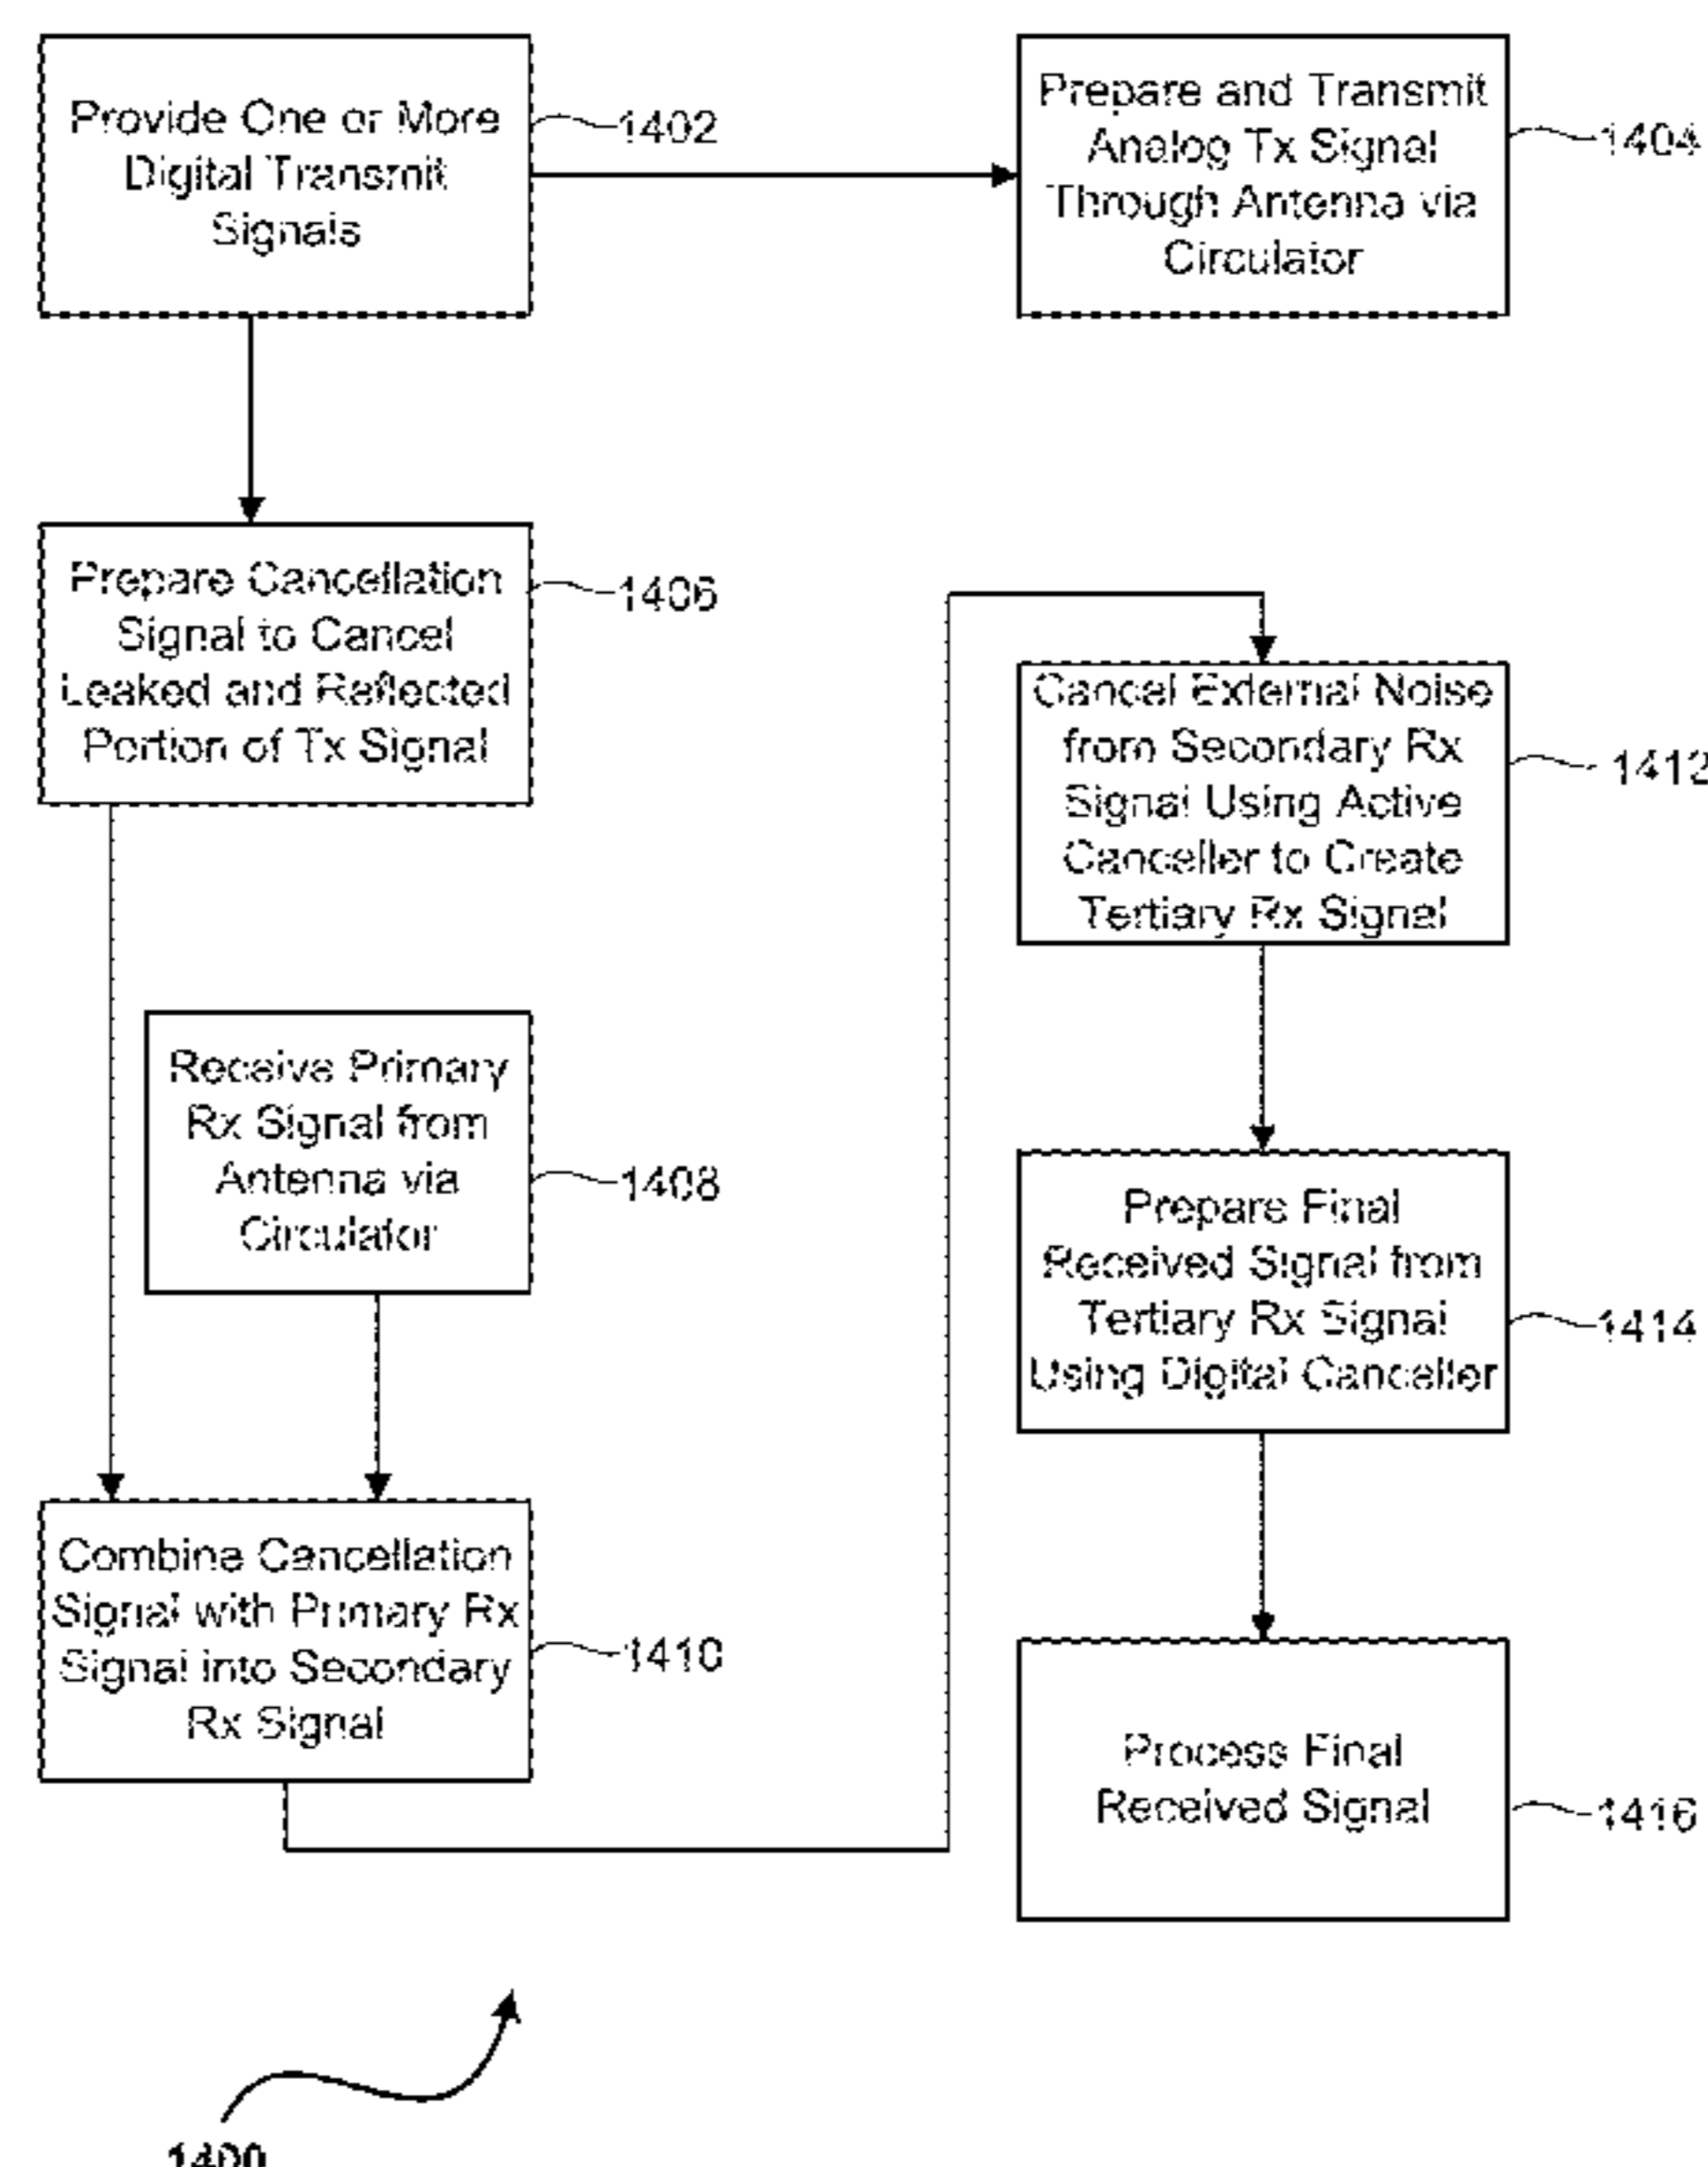 Provide One or More
Digital Transmit
Signals
1402
Prepare and Transmit
Analog Tx Signal
Through Antenna via
Circulator
1404
Prepare Cancellation
Signal to Cancel
Leaked and Reflected
Portion of Tx Signal
1406
Receive Primary
Rx Signal from
Antenna via
Circulator
1408
Combine Cancellation
Signal with Primary Rx
Signal into Secondary
Rx Signal
1410
Cancel External Noise
from Secondary Rx
Signal Using Active
Canceller to Create
Tertiary Rx Signal
1412
Prepare Final
Received Signal from
Tertiary Rx Signal
Using Digital Canceller
1414
Process Final
Received Signal
1416
1400